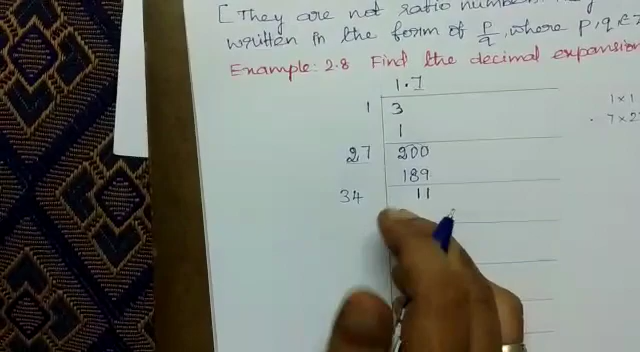 [ They are not ratio number
written in the form of p/q, where p, q ∈ Z
Example: 2.8 Find the decimal expansion
1.7
1 3 1 × 1
1 7 × 2
27 200
189
34 11